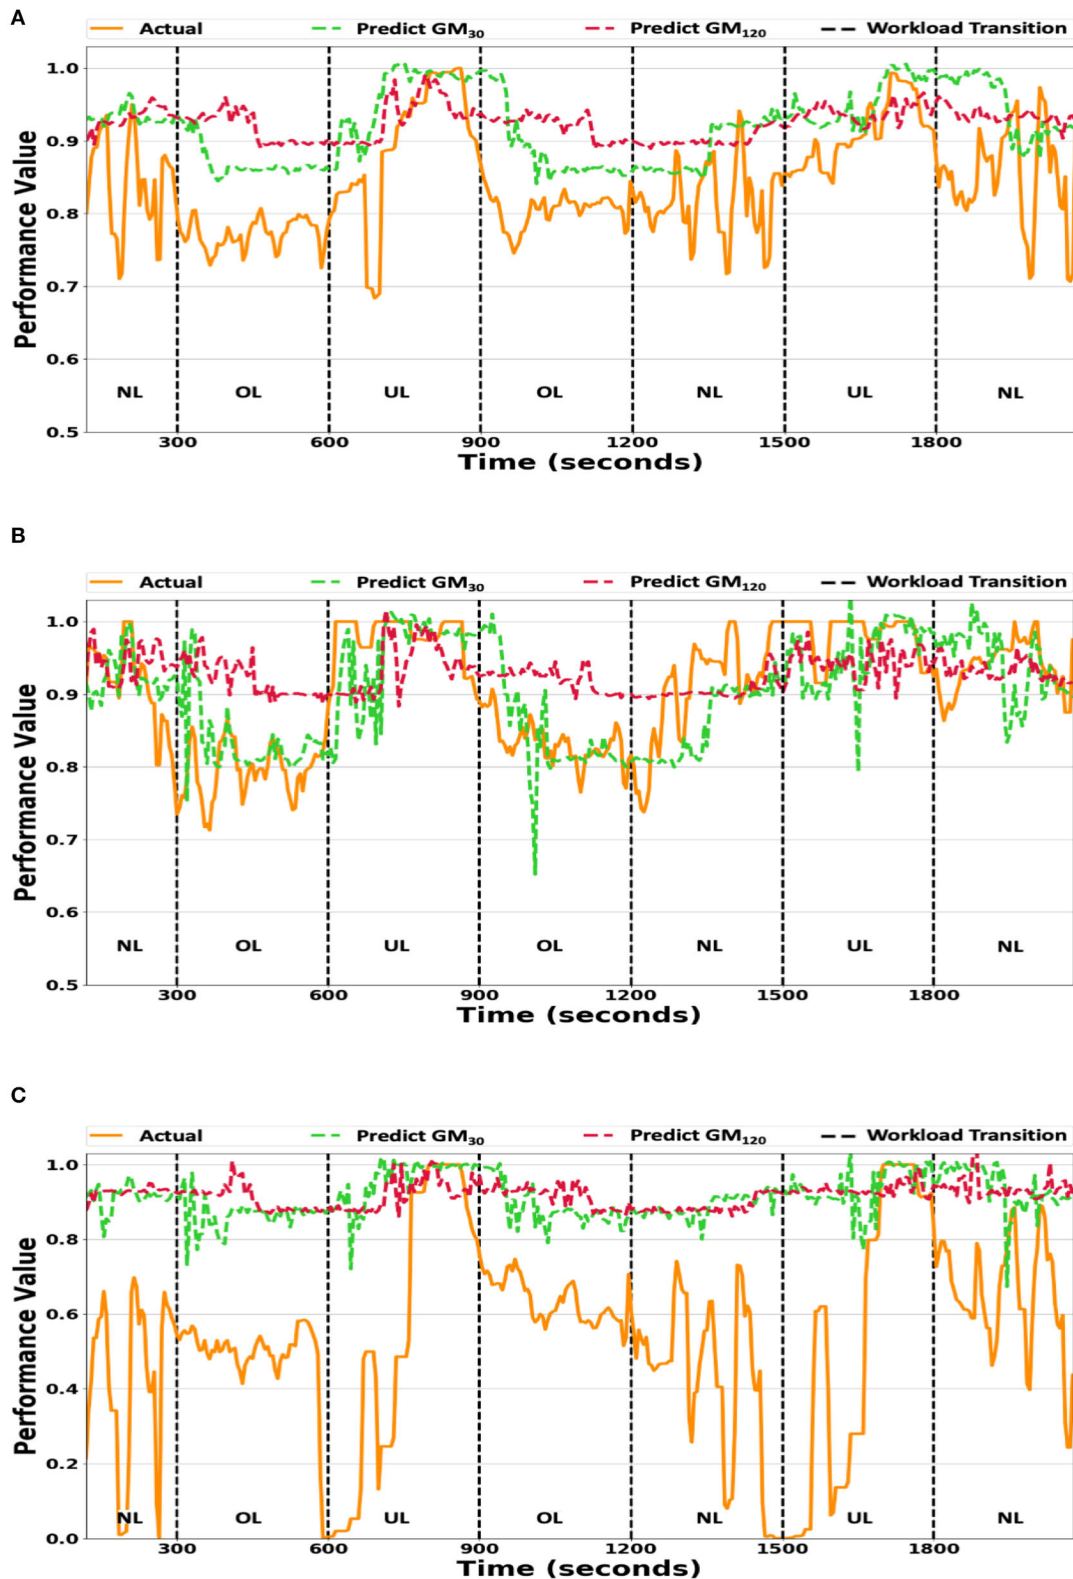 A
Actual Predict GM30 Predict GM120 Workload Transition
Performance Value
1.0
0.9
0.8
0.7
0.6
0.5
NL OL UL OL NL UL NL
300 600 900 1200 1500 1800
Time (seconds)
B
Actual Predict GM30 Predict GM120 Workload Transition
Performance Value
1.0
0.9
0.8
0.7
0.6
0.5
NL OL UL OL NL UL NL
300 600 900 1200 1500 1800
Time (seconds)
C
Actual Predict GM30 Predict GM120 Workload Transition
Performance Value
1.0
0.8
0.6
0.4
0.2
0.0
NL OL UL OL NL UL NL
300 600 900 1200 1500 1800
Time (seconds)